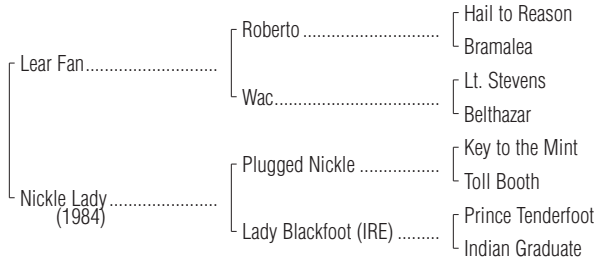 Hail to Reason
Roberto ..............................
Bramalea
Lear Fan.............................
Lt. Stevens
Wac.....................................
Belthazar
Key to the Mint
Plugged Nickle ..................
Toll Booth
Nickle Lady........................
(1984)
Prince Tenderfoot
Lady Blackfoot (IRE) .........
Indian Graduate